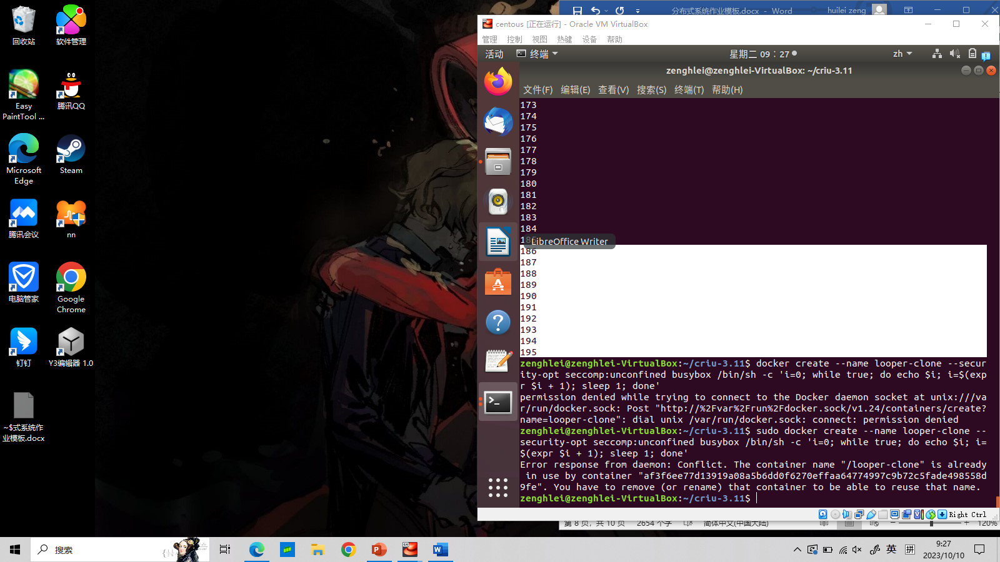 回收站
软件管理
Easy
PaintTool ...
腾讯QQ
Microsoft
Edge
Steam
腾讯会议
nn
电脑管家
Google
Chrome
钉钉
Y3编辑器 1.0
~$式系统作
业模板.docx
分布式系统作业模板.docx - Word
huilei zeng
centous [正在运行] - Oracle VM VirtualBox
管理 控制 视图 热键 设备 帮助
活动 终端 星期二 09：27 zh
zenghlei@zenghlei-VirtualBox: ~/criu-3.11
文件(F) 编辑(E) 查看(V) 搜索(S) 终端(T) 帮助(H)
173
174
175
176
177
178
179
180
181
182
183
184
LibreOffice Writer
186
187
188
189
190
191
192
193
194
195
zenghlei@zenghlei-VirtualBox:~/criu-3.11$ docker create --name looper-clone --secur
ity-opt seccomp:unconfined busybox /bin/sh -c 'i=0; while true; do echo $i; i=$(exp
r $i + 1); sleep 1; done'
permission denied while trying to connect to the Docker daemon socket at unix:///va
r/run/docker.sock: Post "http://%2Fvar%2Frun%2Fdocker.sock/v1.24/containers/create?
name=looper-clone": dial unix /var/run/docker.sock: connect: permission denied
zenghlei@zenghlei-VirtualBox:~/criu-3.11$ sudo docker create --name looper-clone --
security-opt seccomp:unconfined busybox /bin/sh -c 'i=0; while true; do echo $i; i=
$(expr $i + 1); sleep 1; done'
Error response from daemon: Conflict. The container name "/looper-clone" is already
in use by container "af3f6ee77d13919a08a5b6dd0f6270effaa64774997c9b72c5fade498558d
9fe". You have to remove (or rename) that container to be able to reuse that name.
zenghlei@zenghlei-VirtualBox:~/criu-3.11$
Right Ctrl
第 8 页，共 10 页 2654 个字 简体中文(中国大陆) 120%
搜索
英 拼
9:27
2023/10/10